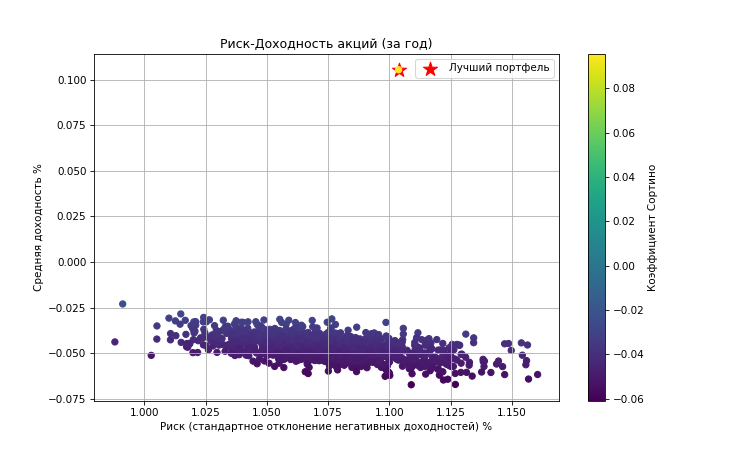 Риск-Доходность акций (за год)
Лучший портфель
Средняя доходность %
0.100
0.075
0.050
0.025
0.000
−0.025
−0.050
−0.075
1.000 1.025 1.050 1.075 1.100 1.125 1.150
Риск (стандартное отклонение негативных доходностей) %
0.08
0.06
0.04
0.02
0.00
−0.02
−0.04
−0.06
Коэффициент Сортино